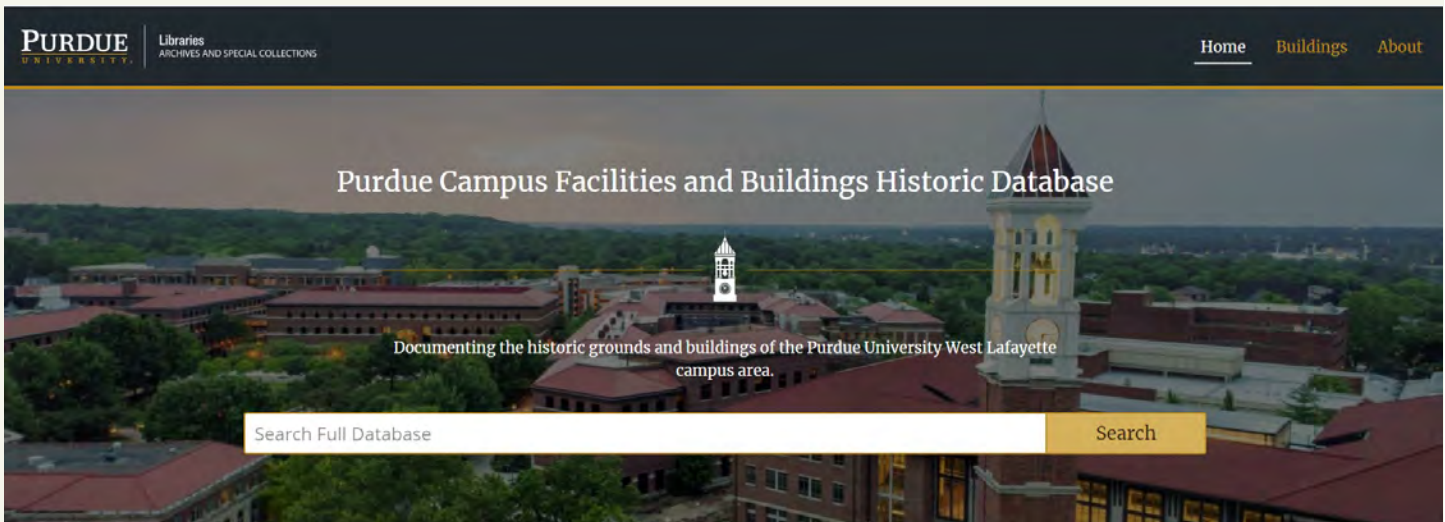 PURDUE
UNIVERSITY.
Libraries
ARCHIVES AND SPECIAL COLLECTIONS
Home Buildings About
Purdue Campus Facilities and Buildings Historic Database
Documenting the historic grounds and buildings of the Purdue University West Lafayette
campus area.
Search Full Database Search